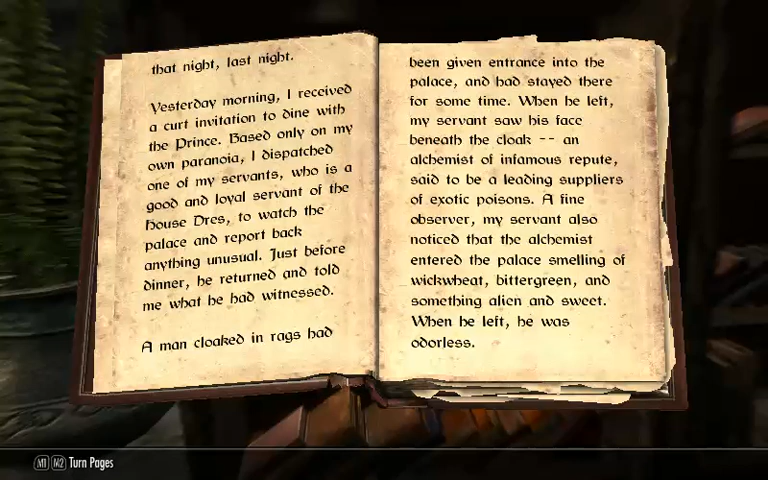 that night, last night.
Yesterday morning, I received
a curt invitation to dine with
the Prince. Based only on my
own paranoia, I dispatched
one of my servants, who is a
good and loyal servant of the
House Dres, to watch the
palace and report back
anything unusual. Just before
dinner, he returned and told
me what he had witnessed.
A man cloaked in rags had
been given entrance into the
palace, and had stayed there
for some time. When he left,
my servant saw his face
beneath the cloak -- an
alchemist of infamous repute,
said to be a leading suppliers
of exotic poisons. A fine
observer, my servant also
noticed that the alchemist
entered the palace smelling of
wickwheat, bittergreen, and
something alien and sweet.
When he left, he was
odorless.
M1 M2 Turn Pages